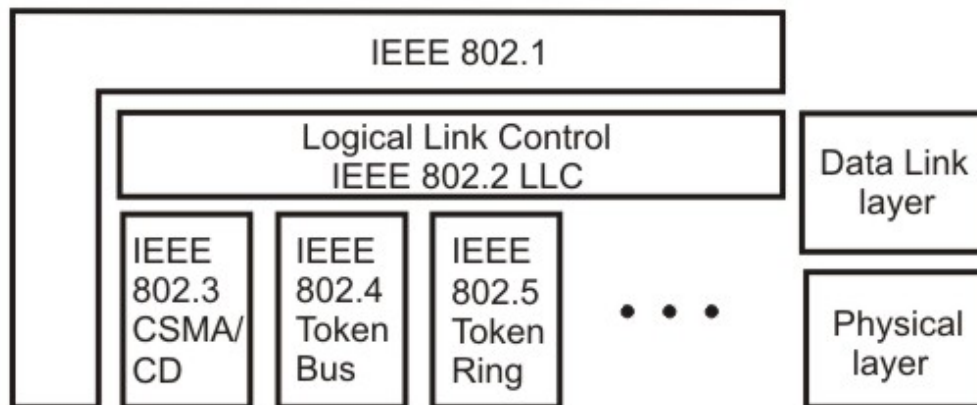 IEEE 802.1
Logical Link Control
IEEE 802.2 LLC
Data Link
layer
IEEE
802.3
CSMA/
CD
IEEE
802.4
Token
Bus
IEEE
802.5
Token
Ring
Physical
layer